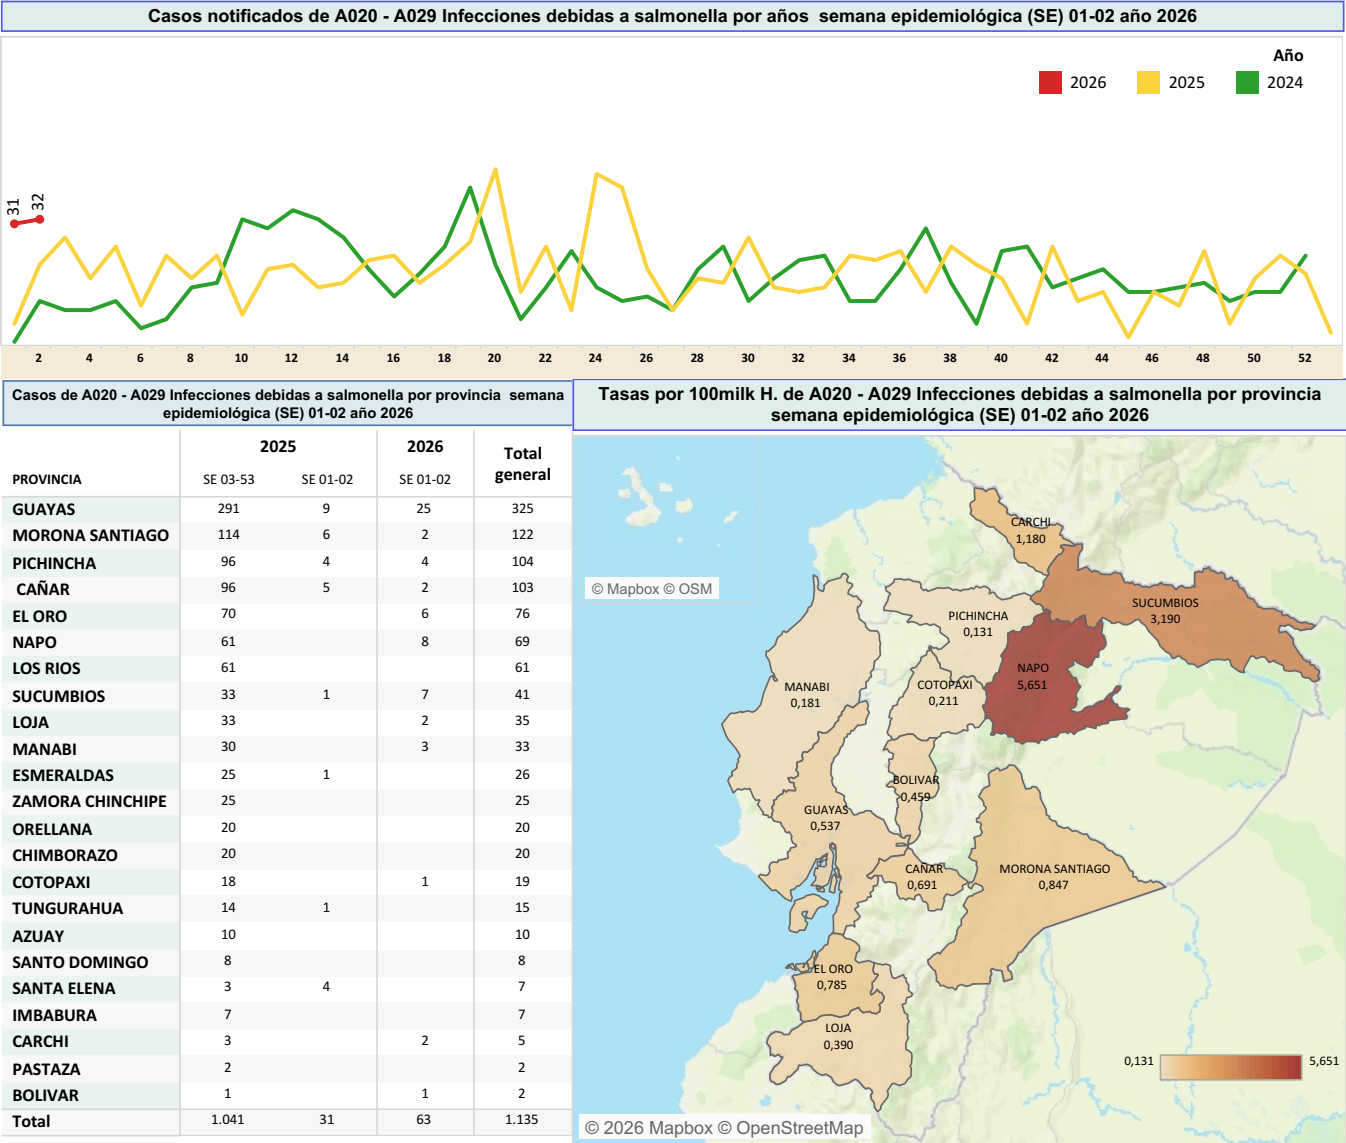 Casos notificados de A020 - A029 Infecciones debidas a salmonella por años  semana epidemiológica (SE) 01-02 año 2026
Año
2026 2025 2024
31 32
2 4 6 8 10 12 14 16 18 20 22 24 26 28 30 32 34 36 38 40 42 44 46 48 50 52
Casos de A020 - A029 Infecciones debidas a salmonella por provincia  semana
epidemiológica (SE) 01-02 año 2026
2025 2026 Total
general
PROVINCIA SE 03-53 SE 01-02 SE 01-02
GUAYAS 291 9 25 325
MORONA SANTIAGO 114 6 2 122
PICHINCHA 96 4 4 104
CAÑAR 96 5 2 103
EL ORO 70 6 76
NAPO 61 8 69
LOS RIOS 61 61
SUCUMBIOS 33 1 7 41
LOJA 33 2 35
MANABI 30 3 33
ESMERALDAS 25 1 26
ZAMORA CHINCHIPE 25 25
ORELLANA 20 20
CHIMBORAZO 20 20
COTOPAXI 18 1 19
TUNGURAHUA 14 1 15
AZUAY 10 10
SANTO DOMINGO 8 8
SANTA ELENA 3 4 7
IMBABURA 7 7
CARCHI 3 2 5
PASTAZA 2 2
BOLIVAR 1 1 2
Total 1.041 31 63 1.135
Tasas por 100milk H. de A020 - A029 Infecciones debidas a salmonella por provincia
semana epidemiológica (SE) 01-02 año 2026
© Mapbox © OSM
CARCHI
1,180
SUCUMBIOS
3,190
PICHINCHA
0,131
NAPO
5,651
MANABI
0,181
COTOPAXI
0,211
BOLIVAR
0,459
GUAYAS
0,537
CAÑAR
0,691
MORONA SANTIAGO
0,847
EL ORO
0,785
LOJA
0,390
0,131 5,651
© 2026 Mapbox © OpenStreetMap